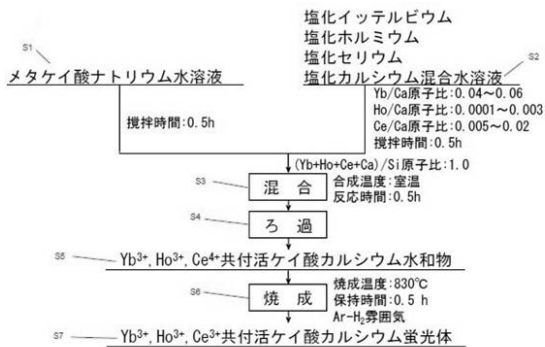 塩化イッテルビウム
塩化ホルミウム
塩化セリウム
S1
S2
メタケイ酸ナトリウム水溶液
塩化カルシウム混合水溶液
Yb/Ca原子比:0.04～0.06
Ho/Ca原子比:0.0001～0.003
Ce/Ca原子比:0.005～0.02
撹拌時間:0.5h
撹拌時間:0.5h
(Yb+Ho+Ce+Ca)/Si原子比:1.0
S3
混合
合成温度:室温
反応時間:0.5h
S4
ろ過
S5
Yb³⁺, Ho³⁺, Ce⁴⁺共付活ケイ酸カルシウム水和物
S6
焼成
焼成温度:830℃
保持時間:0.5 h
Ar-H₂雰囲気
S7
Yb³⁺, Ho³⁺, Ce³⁺共付活ケイ酸カルシウム蛍光体